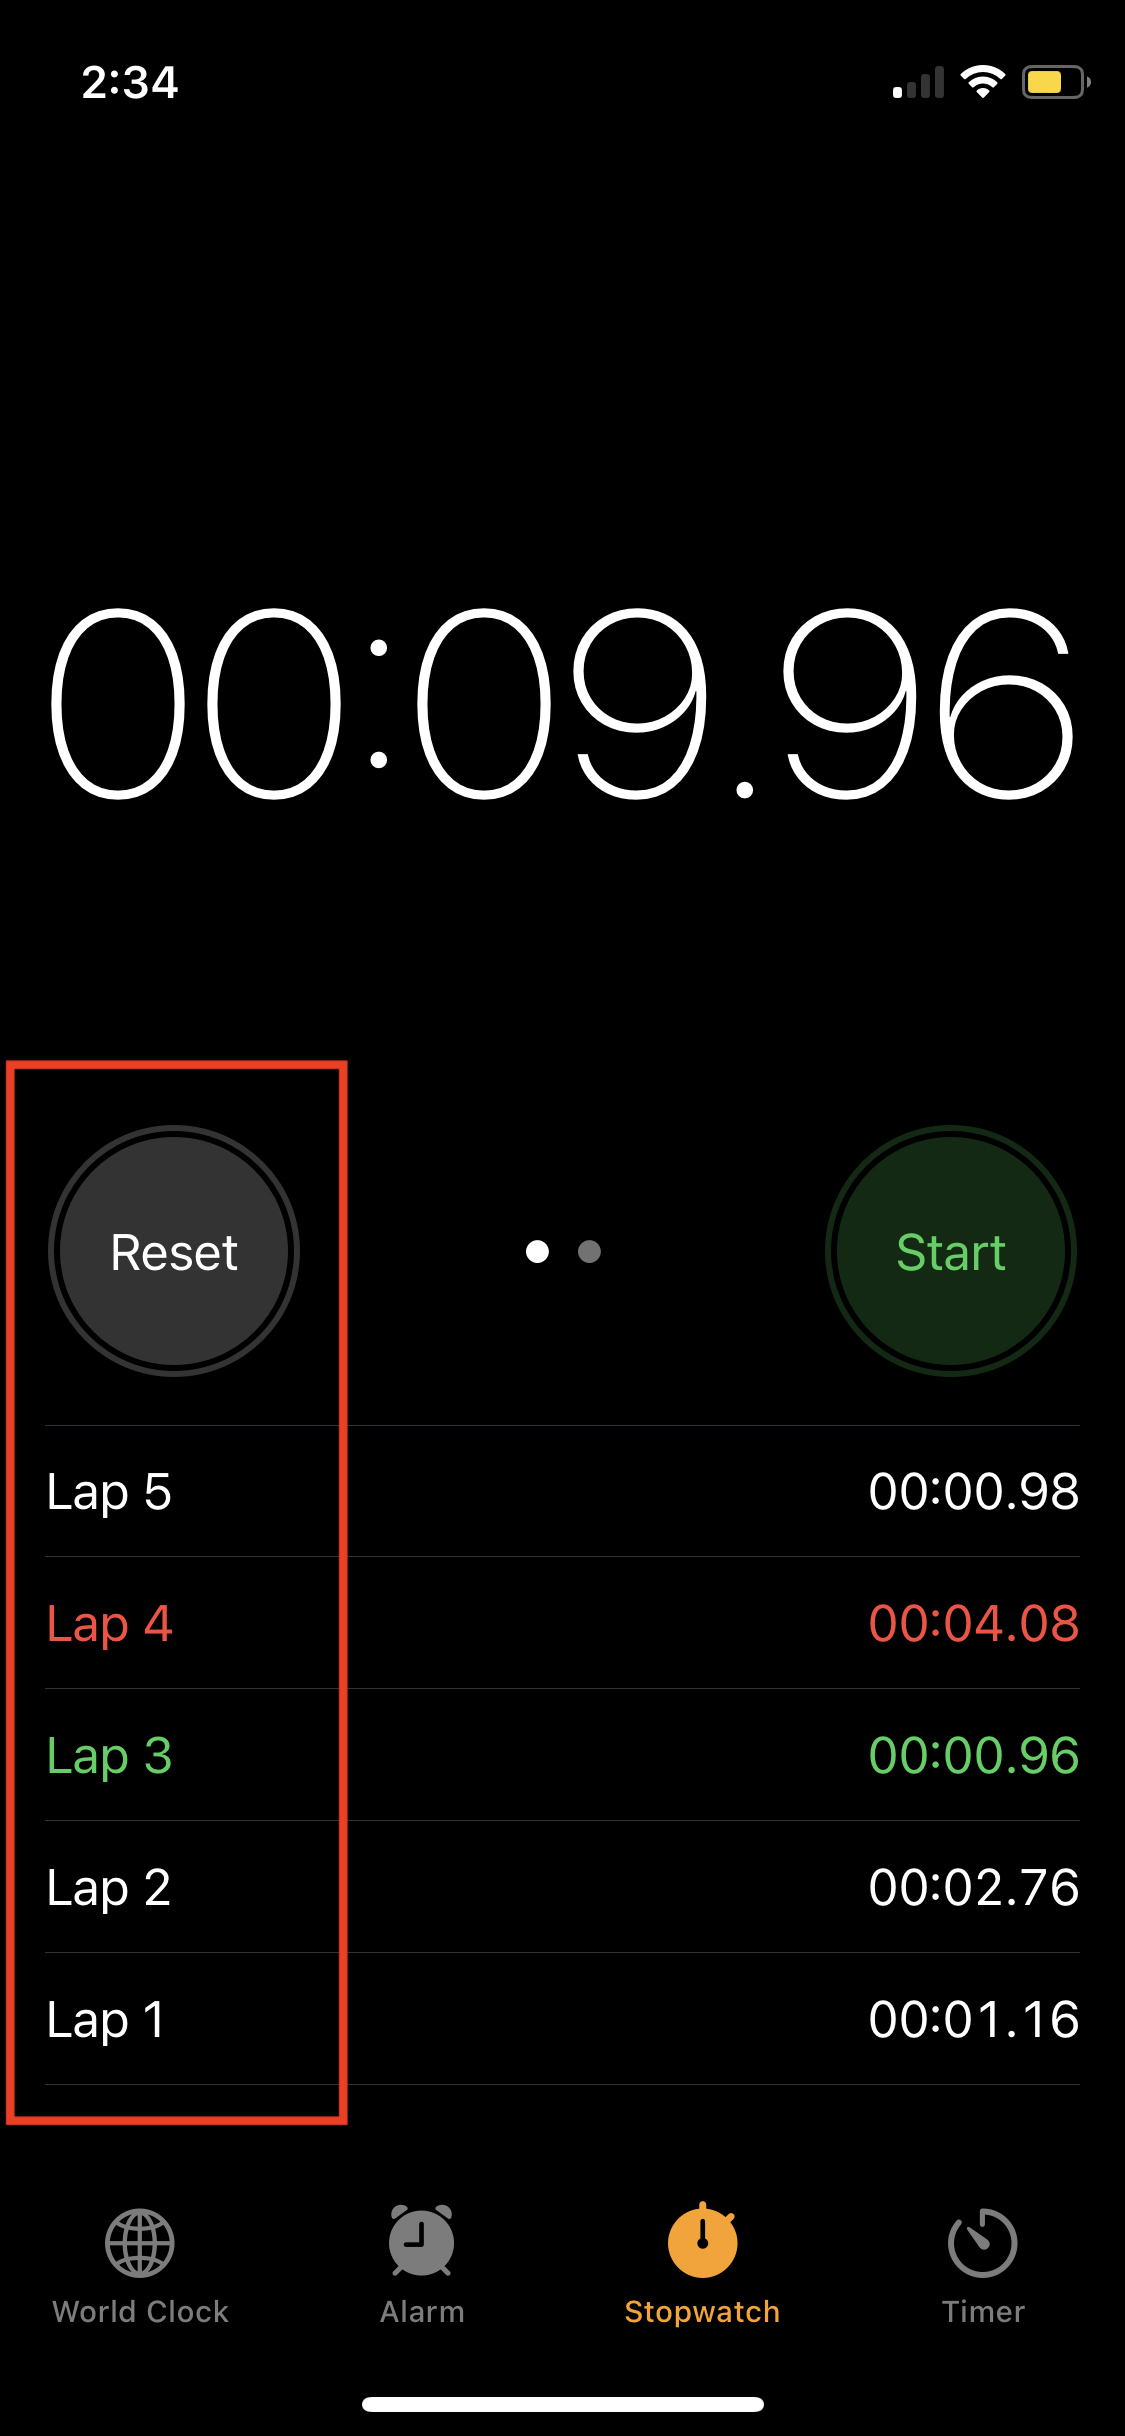 2:34
00:09.96
Reset Start
Lap 5 00:00.98
Lap 4 00:04.08
Lap 3 00:00.96
Lap 2 00:02.76
Lap 1 00:01.16
World Clock Alarm Stopwatch Timer